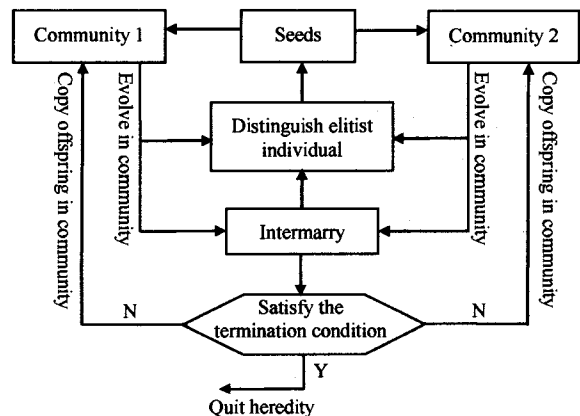 Community 1
Seeds
Community 2
Copy offspring in community
Evolve in community
Distinguish elitist
individual
Evolve in community
Copy offspring in community
Intermarry
N
Satisfy the
termination condition
N
Y
Quit heredity